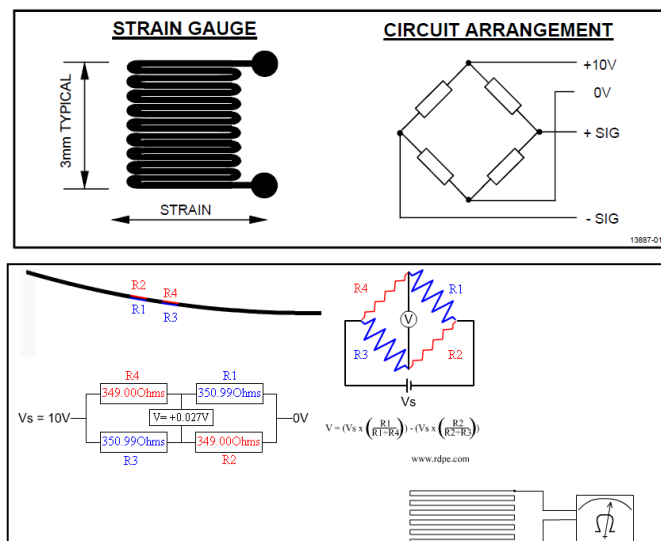 STRAIN GAUGE
CIRCUIT ARRANGEMENT
3mm TYPICAL
STRAIN
+10V
0V
+ SIG
- SIG
13887-01
R2
R4
R1
R3
R4
R1
V
R3
R2
Vs
R4
R1
349.00Ohms
350.99Ohms
Vs = 10V
V= +0.027V
0V
350.99Ohms
349.00Ohms
R3
R2
V = (Vs x (R1/R1+R4)) - (Vs x (R2/R2+R3))
www.rdpe.com
Ω